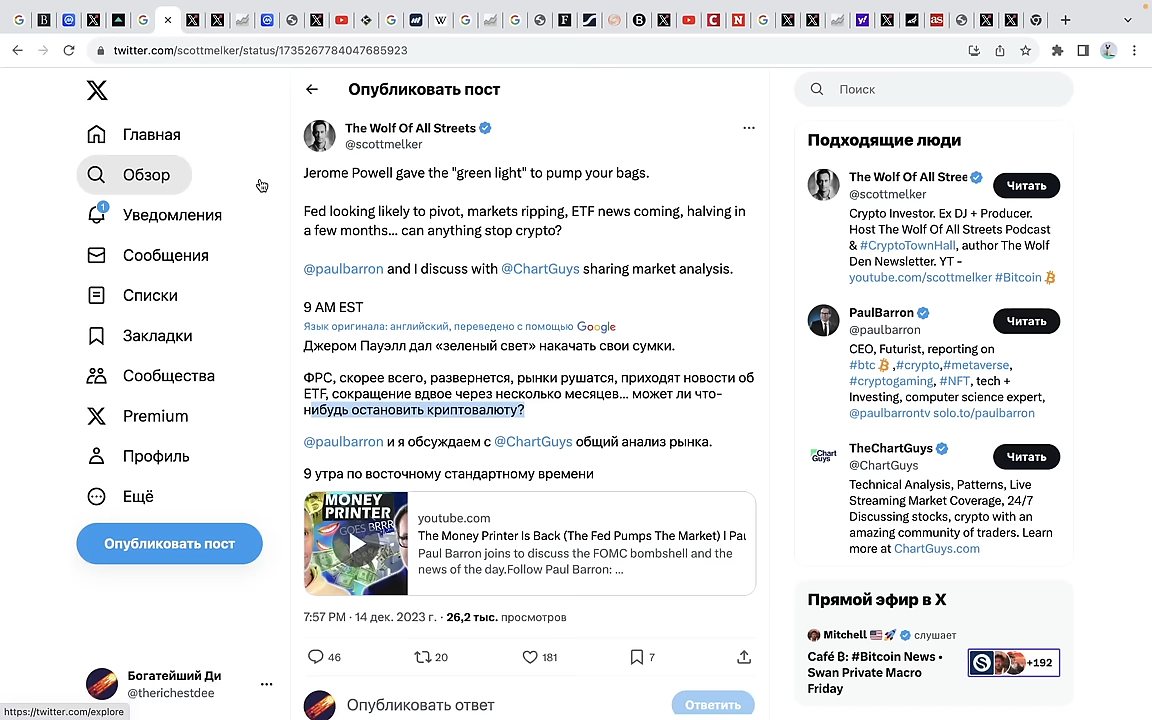 twitter.com/scottmelker/status/1735267784047685923
Главная
Обзор
1
Уведомления
Сообщения
Списки
Закладки
Сообщества
Premium
Профиль
Ещё
Опубликовать пост
Богатейший Ди
@therichestdee
https://twitter.com/explore
Опубликовать пост
The Wolf Of All Streets
@scottmelker
Jerome Powell gave the "green light" to pump your bags.
Fed looking likely to pivot, markets ripping, ETF news coming, halving in
a few months... can anything stop crypto?
@paulbarron and I discuss with @ChartGuys sharing market analysis.
9 AM EST
Язык оригинала: английский, переведено с помощью Google
Джером Пауэлл дал «зеленый свет» накачать свои сумки.
ФРС, скорее всего, развернется, рынки рушатся, приходят новости об
ETF, сокращение вдвое через несколько месяцев... может ли что-
нибудь остановить криптовалюту?
@paulbarron и я обсуждаем с @ChartGuys общий анализ рынка.
9 утра по восточному стандартному времени
MONEY
PRINTER
GOES BRRR
youtube.com
The Money Printer Is Back (The Fed Pumps The Market) | Pau
Paul Barron joins to discuss the FOMC bombshell and the
news of the day.Follow Paul Barron: ...
7:57 PM · 14 дек. 2023 г. · 26,2 тыс. просмотров
46
20
181
7
Опубликовать ответ
Ответить
Поиск
Подходящие люди
The Wolf Of All Stree
@scottmelker
Читать
Crypto Investor. Ex DJ + Producer.
Host The Wolf Of All Streets Podcast
& #CryptoTownHall, author The Wolf
Den Newsletter. YT -
youtube.com/scottmelker #Bitcoin
PaulBarron
@paulbarron
Читать
CEO, Futurist, reporting on
#btc ,#crypto,#metaverse,
#cryptogaming, #NFT, tech +
Investing, computer science expert,
@paulbarrontv solo.to/paulbarron
Chart
Guys
TheChartGuys
@ChartGuys
Читать
Technical Analysis, Patterns, Live
Streaming Market Coverage, 24/7
Discussing stocks, crypto with an
amazing community of traders. Learn
more at ChartGuys.com
Прямой эфир в X
Mitchell слушает
Café B: #Bitcoin News •
Swan Private Macro
Friday
+192